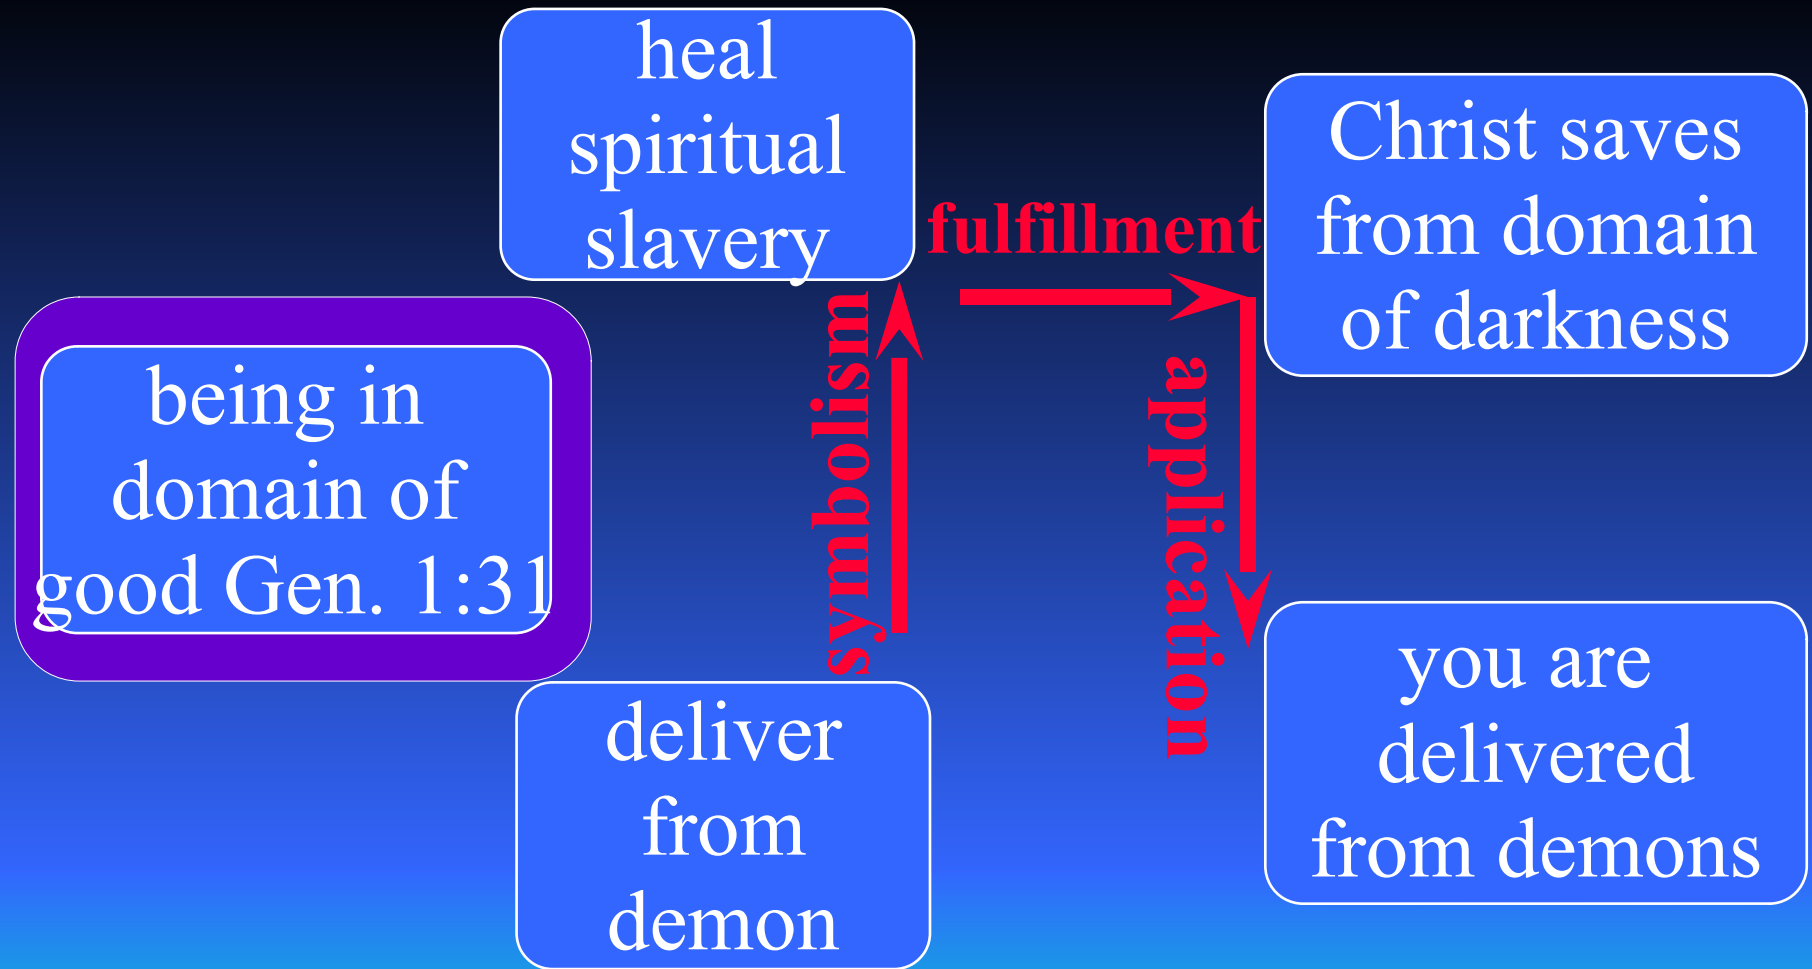 heal
spiritual
slavery
fulfillment
Christ saves
from domain
of darkness
being in
domain of
good Gen. 1:31
symbolism
application
deliver
from
demon
you are
delivered
from demons